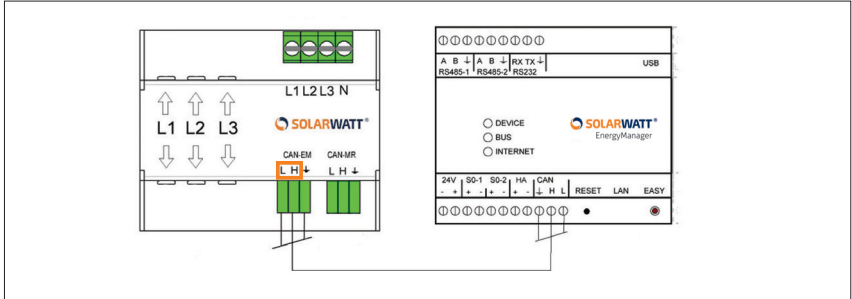 L1 L2 L3 N
L1 L2 L3
SOLARWATT®
CAN-EM CAN-MR
L H ⏚ L H ⏚
A B ⏚ A B ⏚ RX TX ⏚ USB
RS485-1 RS485-2 RS232
DEVICE
BUS
INTERNET
SOLARWATT®
EnergyManager
24V S0-1 S0-2 HA CAN
- + + - + - + - ⏚ H L RESET LAN EASY